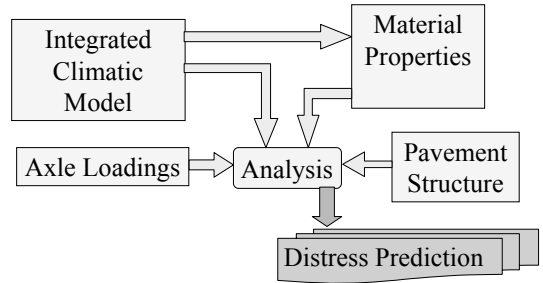 Integrated
Climatic
Model
Material
Properties
Axle Loadings
Analysis
Pavement
Structure
Distress Prediction